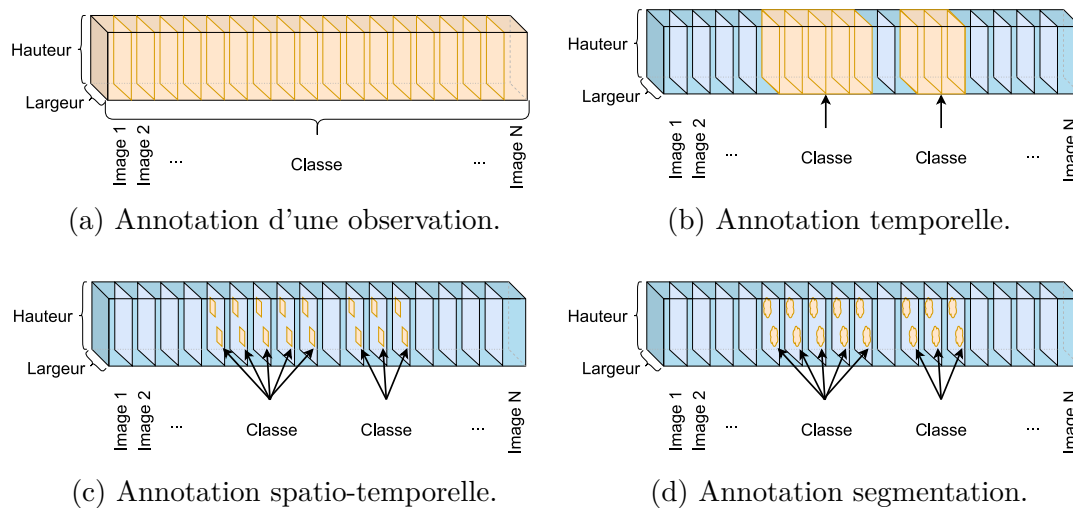 Hauteur
Largeur
Image 1
Image 2
...
Classe
...
Image N
(a) Annotation d'une observation.
Hauteur
Largeur
Image 1
Image 2
...
Classe
Classe
...
Image N
(b) Annotation temporelle.
Hauteur
Largeur
Image 1
Image 2
...
Classe
Classe
...
Image N
(c) Annotation spatio-temporelle.
Hauteur
Largeur
Image 1
Image 2
...
Classe
Classe
...
Image N
(d) Annotation segmentation.